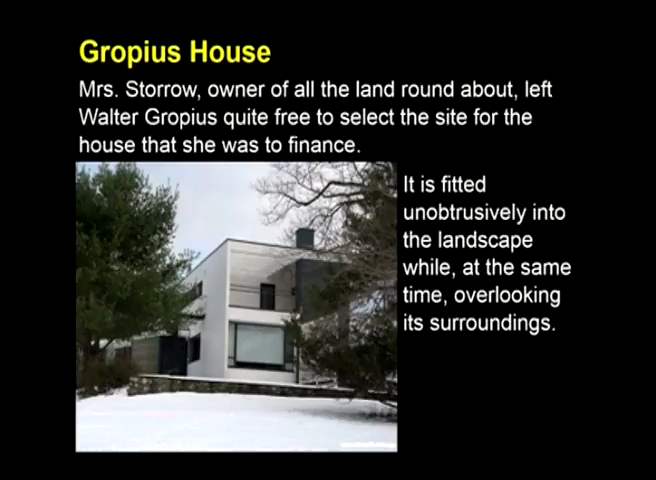 Gropius House
Mrs. Storrow, owner of all the land round about, left
Walter Gropius quite free to select the site for the
house that she was to finance.
It is fitted
unobtrusively into
the landscape
while, at the same
time, overlooking
its surroundings.